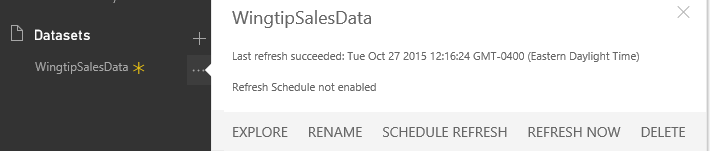 WingtipSalesData
Datasets
Last refresh succeeded: Tue Oct 27 2015 12:16:24 GMT-0400 (Eastern Daylight Time)
WingtipSalesData
Refresh Schedule not enabled
EXPLORE RENAME SCHEDULE REFRESH REFRESH NOW DELETE